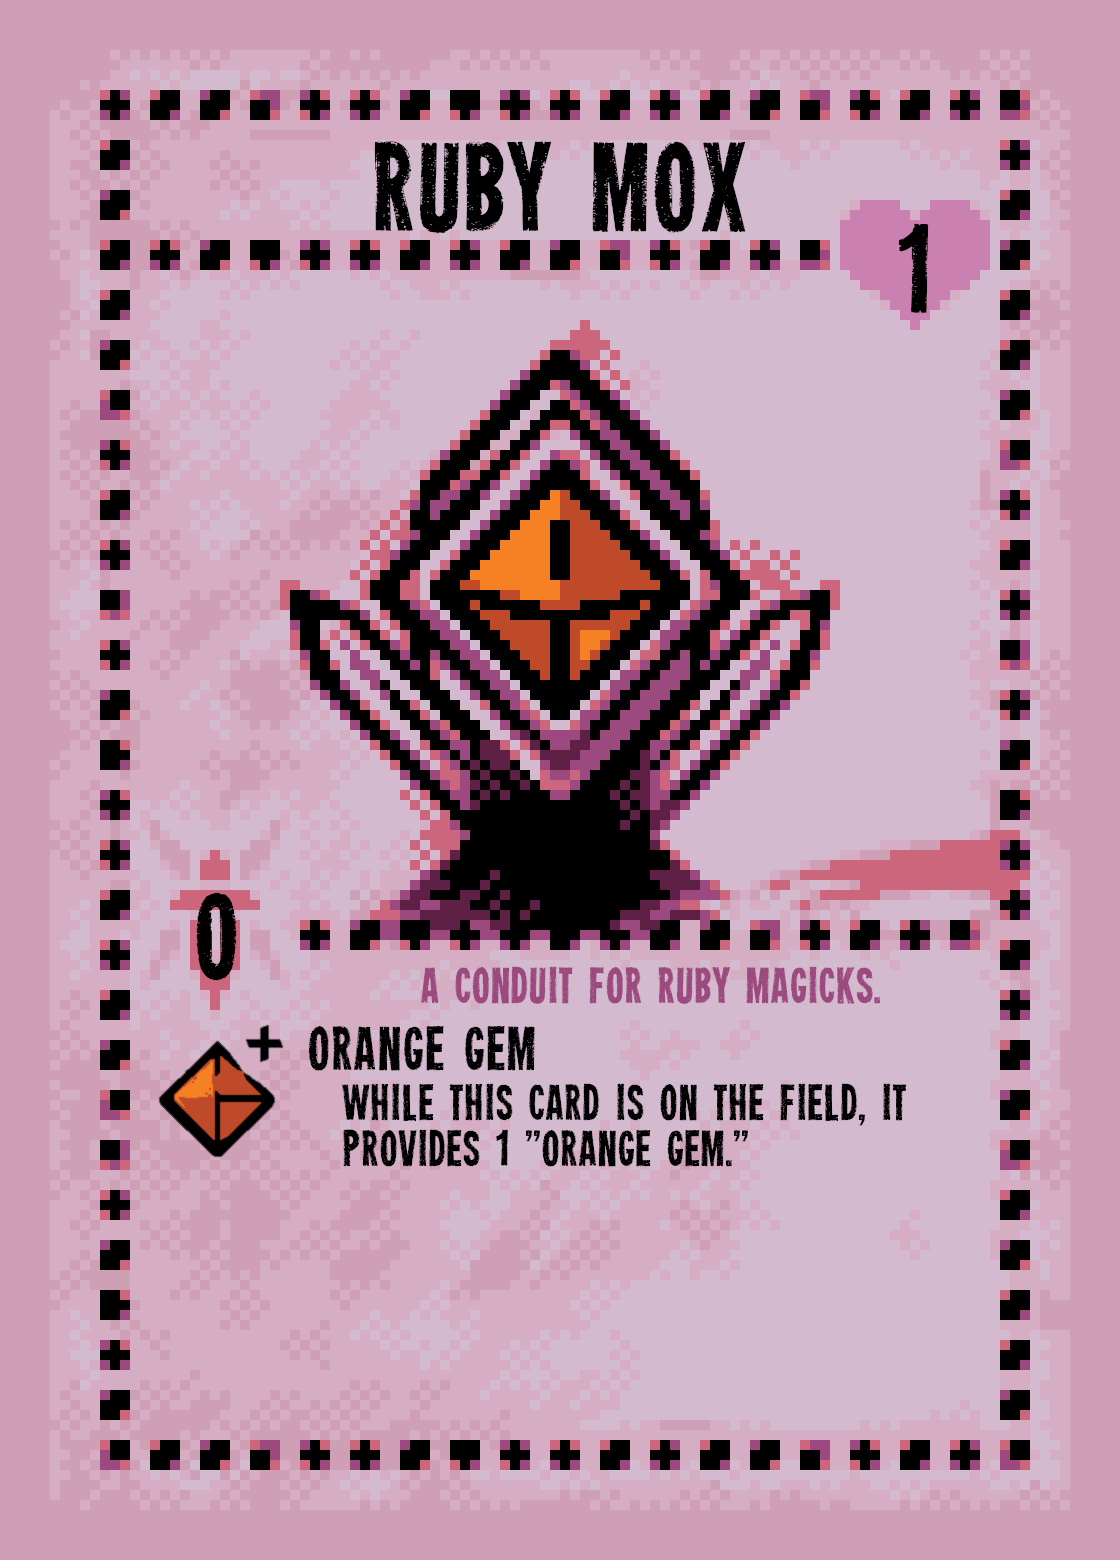 RUBY MOX
1
0
A CONDUIT FOR RUBY MAGICKS.
+ ORANGE GEM
WHILE THIS CARD IS ON THE FIELD, IT
PROVIDES 1 ”ORANGE GEM.”